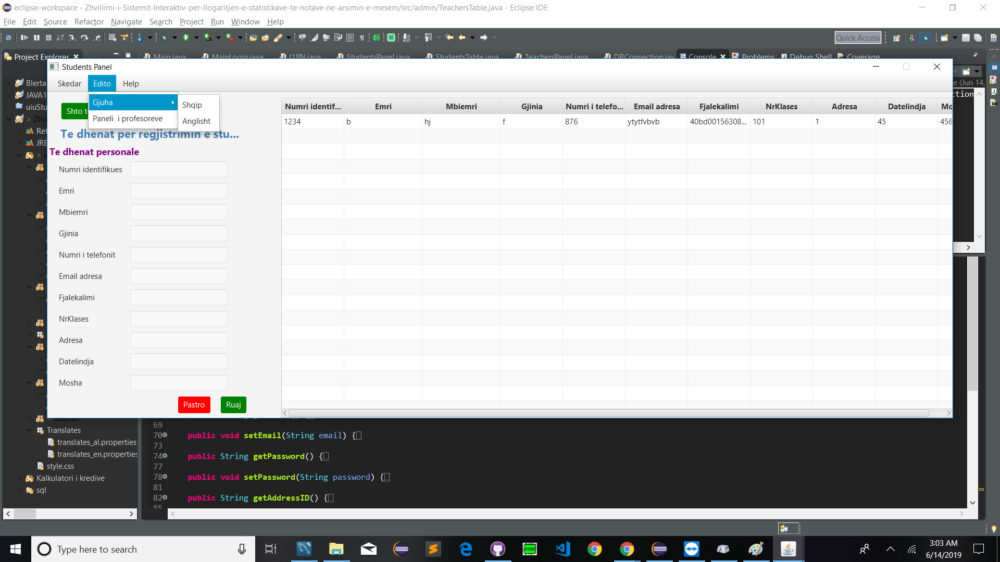 eclipse-workspace - Zhvillimi-i-Sistemit-Interaktiv-per-llogaritjen-e-statistikave-te-notave-ne-arsimin-e-mesem/src/admin/TeachersTable.java - Eclipse IDE
File Edit Source Refactor Navigate Search Project Run Window Help
Quick Access
Project Explorer
Main.java
MainLogin.java
I18N.java
StudentsPanel.java
StudentsTable.java
TeachersPanel.java
DBConnection.jav
Console
Problems
Debug Shell
Coverage
Students Panel
Skedar Edito Help
Gjuha
Paneli i profesoreve
Shqip
Anglisht
Shto t
Te dhenat per regjistrimin e stu...
Te dhenat personale
Numri identifikues
Emri
Mbiemri
Gjinia
Numri i telefonit
Email adresa
Fjalekalimi
NrKlases
Adresa
Datelindja
Mosha
Pastro Ruaj
Numri identif... Emri Mbiemri Gjinia Numri i telefo... Email adresa Fjalekalimi NrKlases Adresa Datelindja Mo
1234 b hj f 876 ytytfvbvb 40bd00156308... 101 1 45 456
e (Jun 14,
ction
Blerta
JAVA1
uiuStu
> Zhv
Ref
JRE
> s
> teacher
Translates
translates_al.properties
translates_en.properties
style.css
Kalkulatori i kredive
sql
69
70 public void setEmail(String email) {
73
74 public String getPassword() {
77
78 public void setPassword(String password) {
81
82 public String getAddressID() {
85
Type here to search
8086
3:03 AM
6/14/2019